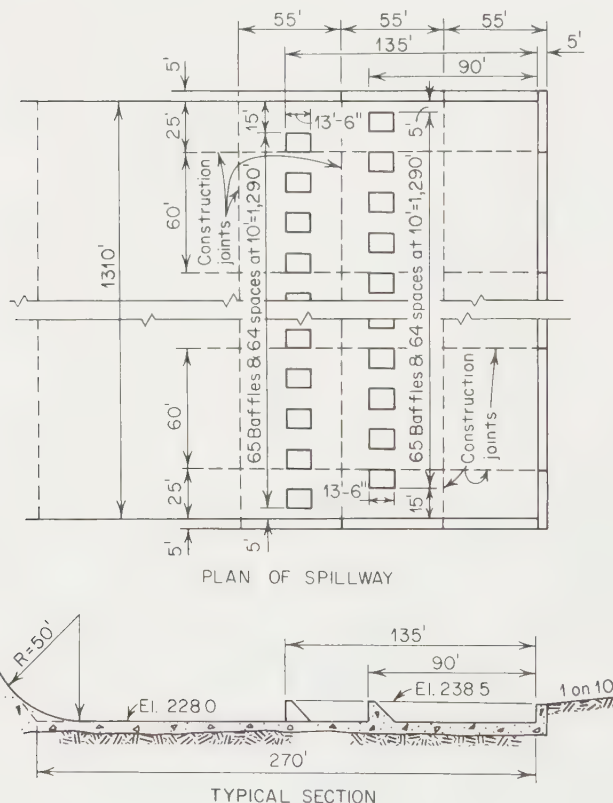 55'
55'
55'
135'
5'
90'
5'
25'
15'
13'-6"
5'
60'
Construction
joints
1310'
65 Baffles & 64 spaces at 10'=1,290'
65 Baffles & 64 spaces at 10'=1,290'
60'
Construction
joints
25'
13-6"
15'
5'
5'
PLAN OF SPILLWAY
R=50'
135'
90'
El. 228.0
El. 238.5
1 on 10
270'
TYPICAL SECTION